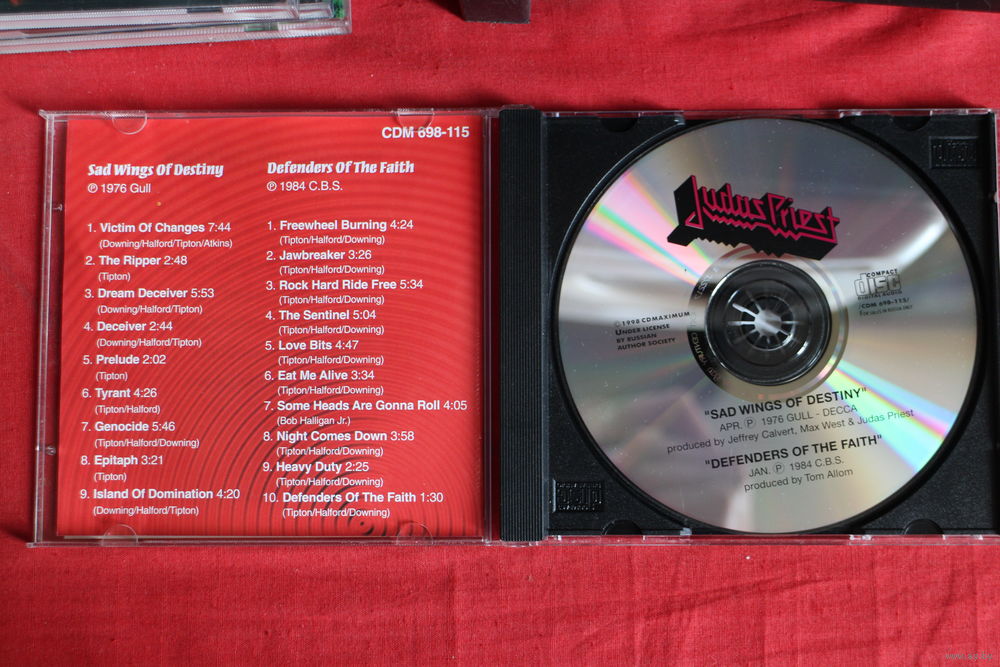 CDM 698-115
Sad Wings Of Destiny
℗ 1976 Gull
1. Victim Of Changes 7:44
(Downing/Halford/Tipton/Atkins)
2. The Ripper 2:48
(Tipton)
3. Dream Deceiver 5:53
(Downing/Halford/Tipton)
4. Deceiver 2:44
(Downing/Halford/Tipton)
5. Prelude 2:02
(Tipton)
6. Tyrant 4:26
(Tipton/Halford)
7. Genocide 5:46
(Tipton/Halford/Downing)
8. Epitaph 3:21
(Tipton)
9. Island Of Domination 4:20
(Downing/Halford/Tipton)
Defenders Of The Faith
℗ 1984 C.B.S.
1. Freewheel Burning 4:24
(Tipton/Halford/Downing)
2. Jawbreaker 3:26
(Tipton/Halford/Downing)
3. Rock Hard Ride Free 5:34
(Tipton/Halford/Downing)
4. The Sentinel 5:04
(Tipton/Halford/Downing)
5. Love Bits 4:47
(Tipton/Halford/Downing)
6. Eat Me Alive 3:34
(Tipton/Halford/Downing)
7. Some Heads Are Gonna Roll 4:05
(Bob Halligan Jr.)
8. Night Comes Down 3:58
(Tipton/Halford/Downing)
9. Heavy Duty 2:25
(Tipton/Halford/Downing)
10. Defenders Of The Faith 1:30
(Tipton/Halford/Downing)
Judas Priest
COMPACT
disc
DIGITAL AUDIO
/CDM 698-115/
FOR SALES IN RUSSIA ONLY
© 1998 CDMAXIMUM
UNDER LICENSE
BY RUSSIAN
AUTHOR SOCIETY
"SAD WINGS OF DESTINY"
APR. ℗ 1976 GULL - DECCA
produced by Jeffrey Calvert, Max West & Judas Priest
"DEFENDERS OF THE FAITH"
JAN. ℗ 1984 C.B.S.
produced by Tom Allom